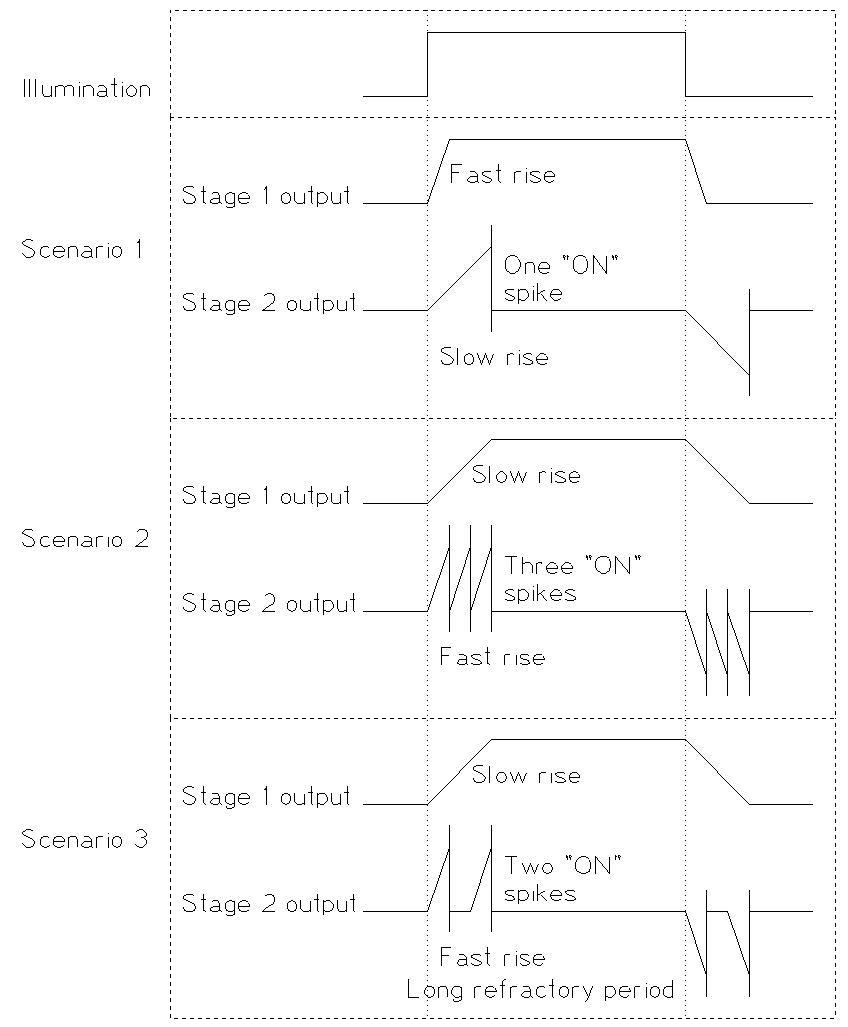 Illumination
Stage 1 output
Fast rise
Scenario 1
Stage 2 output
One "ON"
spike
Slow rise
Stage 1 output
Slow rise
Scenario 2
Stage 2 output
Three "ON"
spikes
Fast rise
Stage 1 output
Slow rise
Scenario 3
Stage 2 output
Two "ON"
spikes
Fast rise
Long refractory period